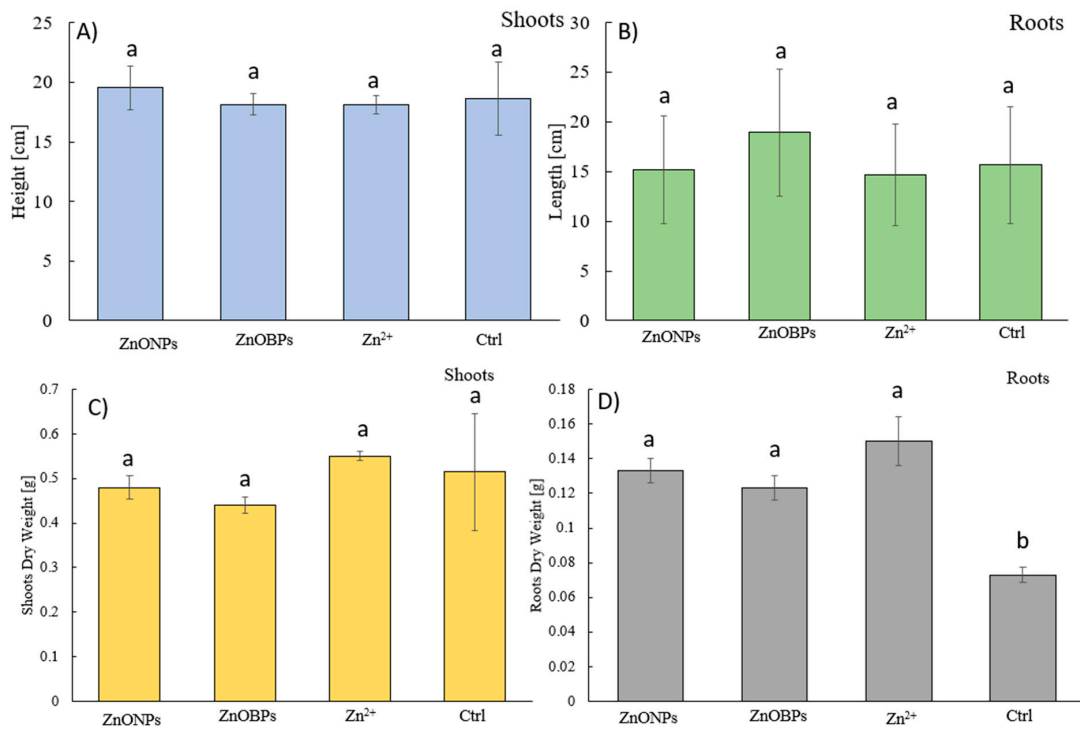 A)
Shoots
a
a
a
a
25
20
15
10
5
0
Height [cm]
ZnONPs
ZnOBPs
Zn²⁺
Ctrl
B)
Roots
a
a
a
a
30
25
20
15
10
5
0
Length [cm]
ZnONPs
ZnOBPs
Zn²⁺
Ctrl
C)
Shoots
a
a
a
a
0.7
0.6
0.5
0.4
0.3
0.2
0.1
0
Shoots Dry Weight [g]
ZnONPs
ZnOBPs
Zn²⁺
Ctrl
D)
Roots
a
a
a
b
0.18
0.16
0.14
0.12
0.1
0.08
0.06
0.04
0.02
0
Roots Dry Weight [g]
ZnONPs
ZnOBPs
Zn²⁺
Ctrl